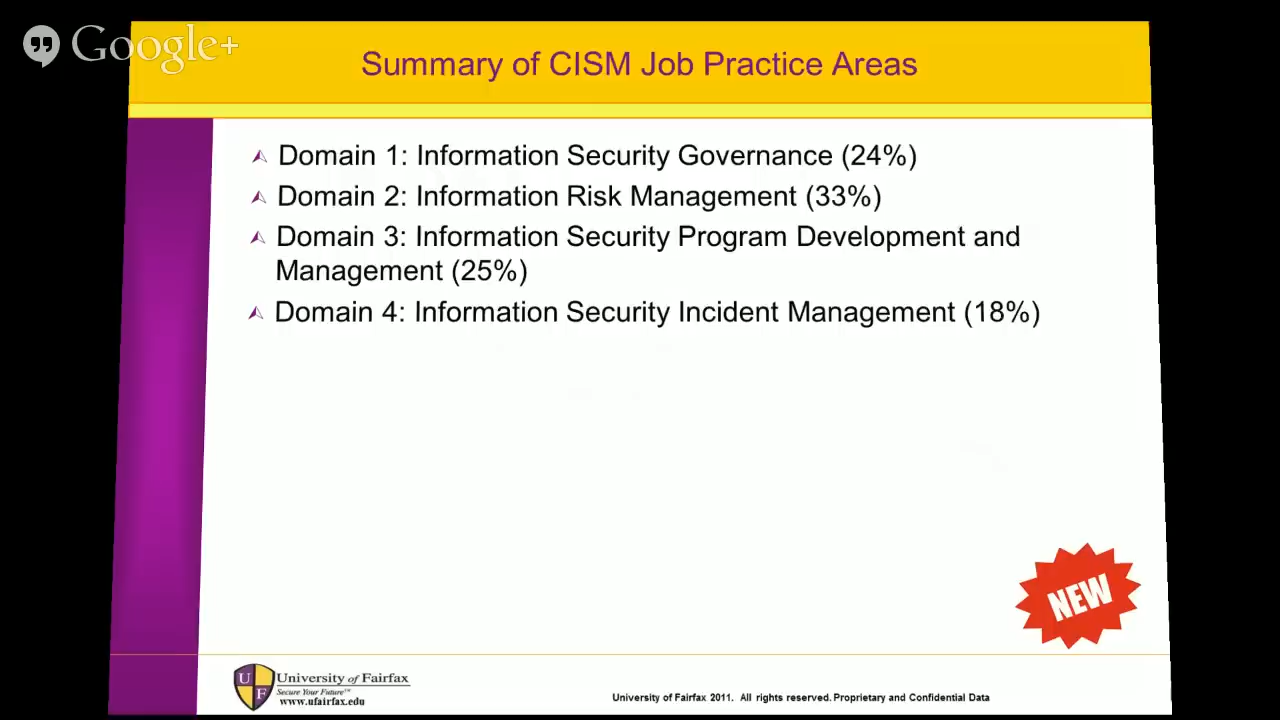 Google+
Summary of CISM Job Practice Areas
Domain 1: Information Security Governance (24%)
Domain 2: Information Risk Management (33%)
Domain 3: Information Security Program Development and
Management (25%)
Domain 4: Information Security Incident Management (18%)
NEW
U
F
University of Fairfax
Secure Your Future™
www.ufairfax.edu
University of Fairfax 2011. All rights reserved. Proprietary and Confidential Data